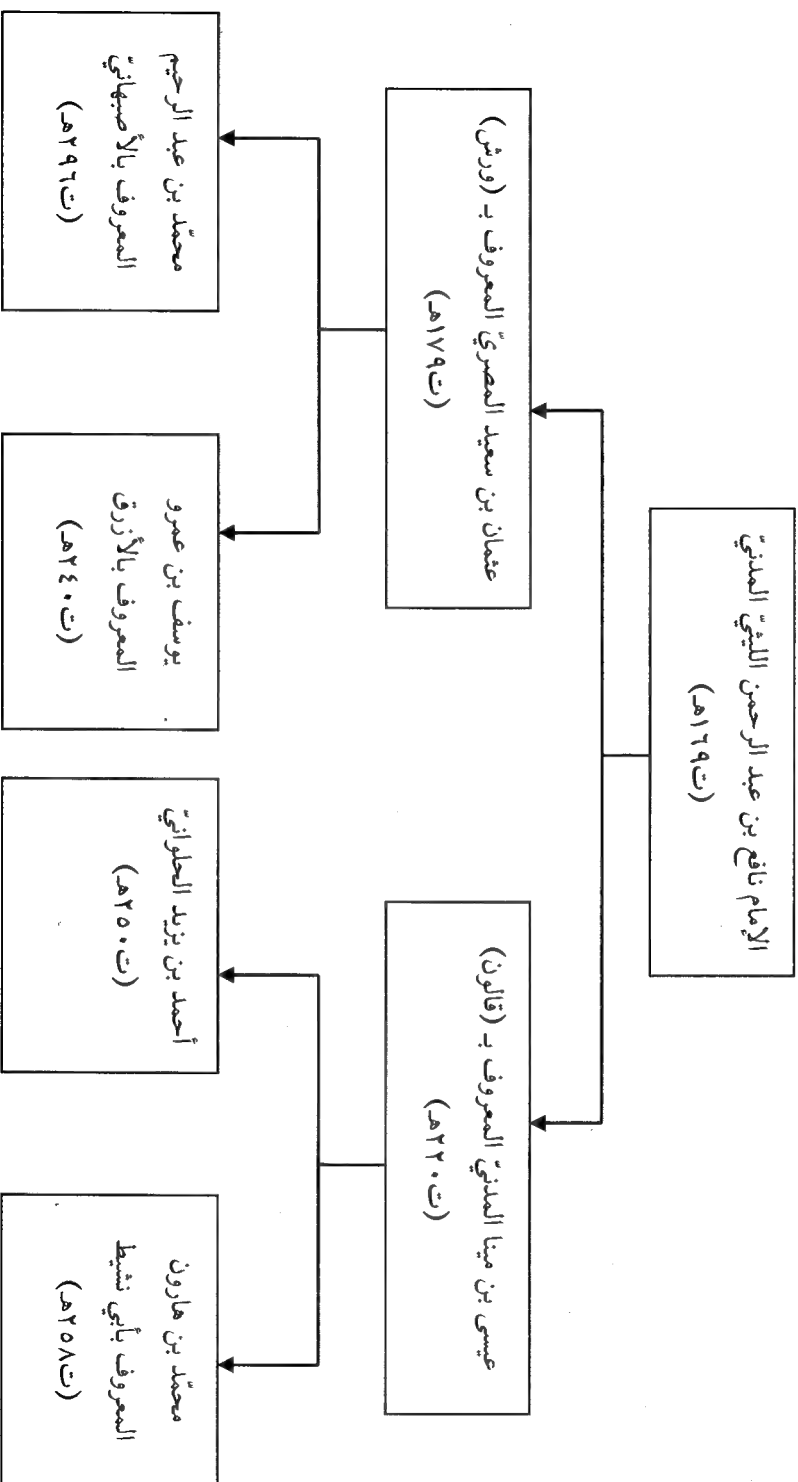 الإمام نافع بن عبد الرحمن الليثيّ المدنيّ
(ت١٦٩هـ)
عيسى بن مينا المدنيّ المعروف بـ (قالون)
(ت٢٢٠هـ)
عثمان بن سعيد المصريّ المعروف بـ (ورش)
(ت١٧٩هـ)
محمّد بن هارون
المعروف بأبي نشيط
(ت٢٥٨هـ)
أحمد بن يزيد الحلوانيّ
(ت٢٥٠هـ)
يوسف بن عمرو
المعروف بالأزرق
(ت٢٤٠هـ)
محمّد بن عبد الرحيم
المعروف بالأصبهانيّ
(ت٢٩٦هـ)